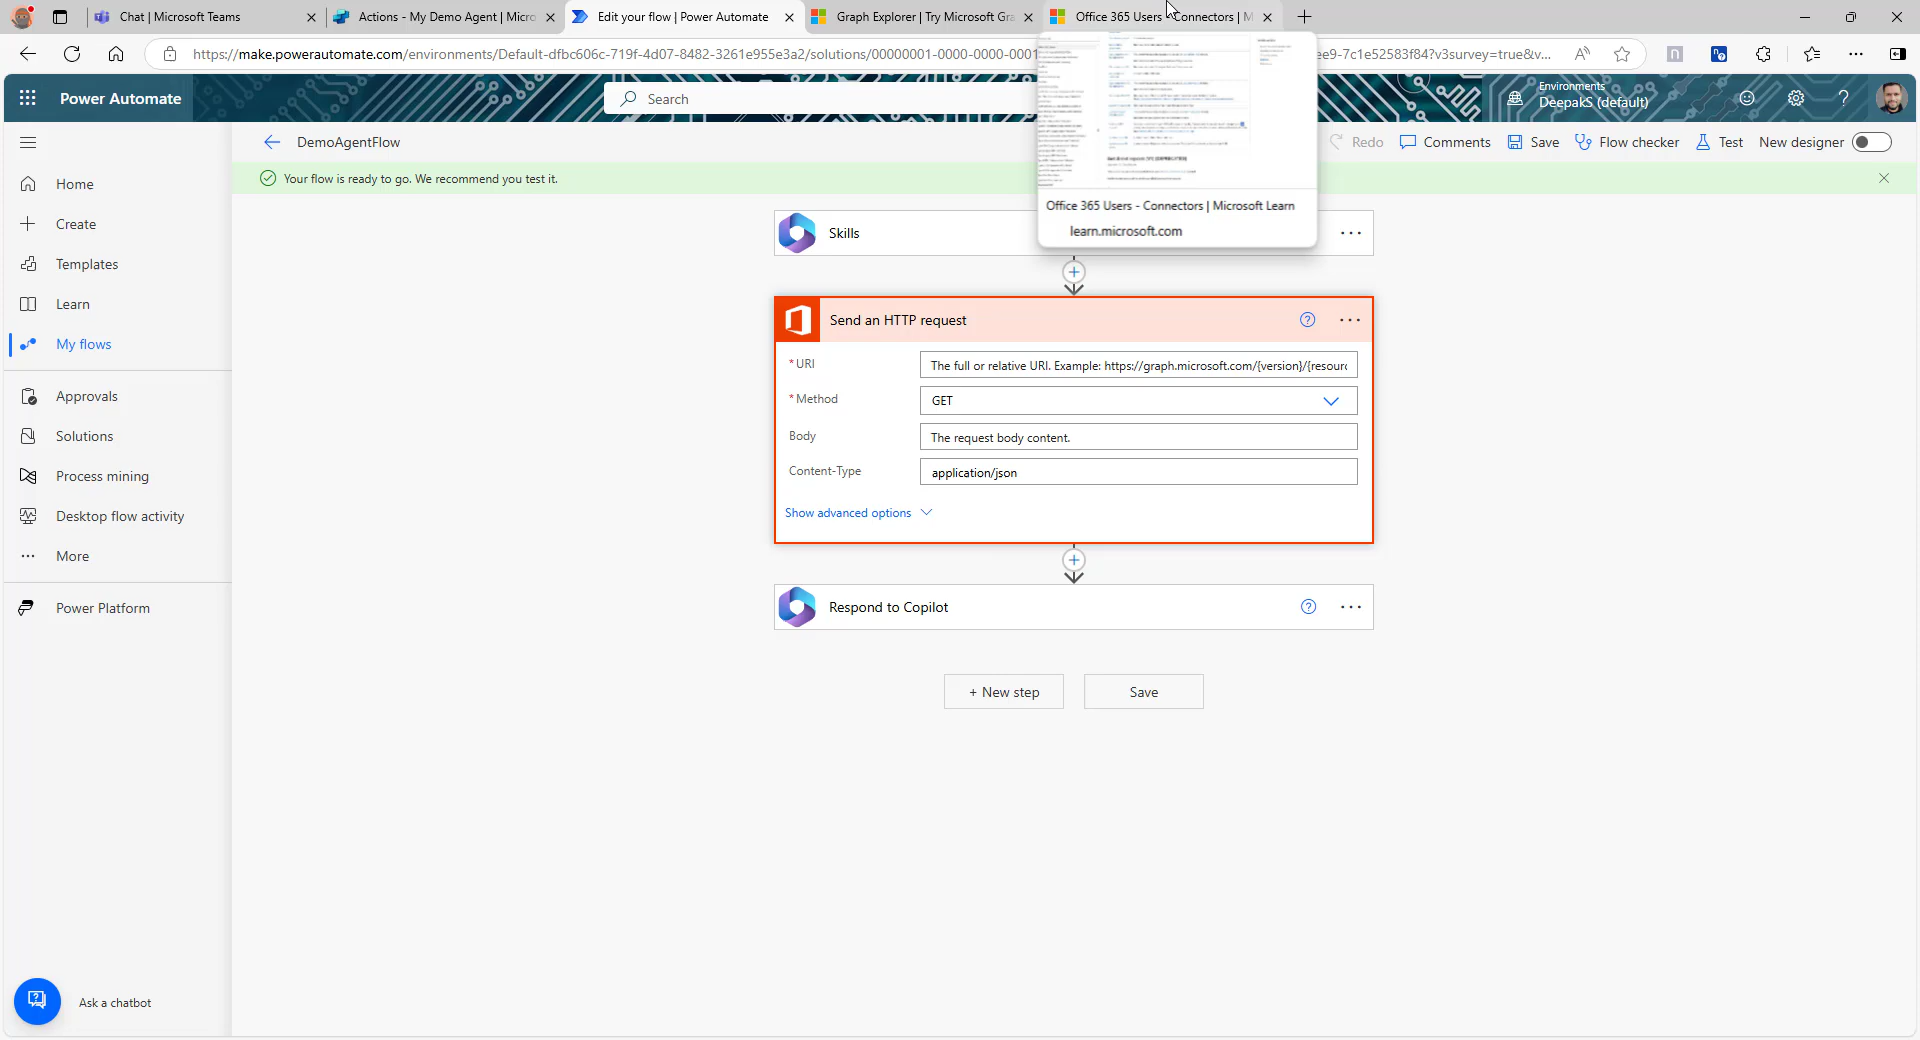 Chat | Microsoft Teams
Actions - My Demo Agent | Micro
Edit your flow | Power Automate
Graph Explorer | Try Microsoft Gra
Office 365 Users - Connectors | M
https://make.powerautomate.com/environments/Default-dfbc606c-719f-4d07-8482-3261e955e3a2/solutions/00000001-0000-0000-0001
ee9-7c1e52583f84?v3survey=true&v...
Power Automate
Search
Environments
DeepakS (default)
DemoAgentFlow
Redo
Comments
Save
Flow checker
Test
New designer
Your flow is ready to go. We recommend you test it.
Office 365 Users - Connectors | Microsoft Learn
learn.microsoft.com
Home
Create
Templates
Learn
My flows
Approvals
Solutions
Process mining
Desktop flow activity
More
Power Platform
Ask a chatbot
Skills
Send an HTTP request
* URI
The full or relative URI. Example: https://graph.microsoft.com/{version}/{resourc
* Method
GET
Body
The request body content.
Content-Type
application/json
Show advanced options
Respond to Copilot
+ New step
Save